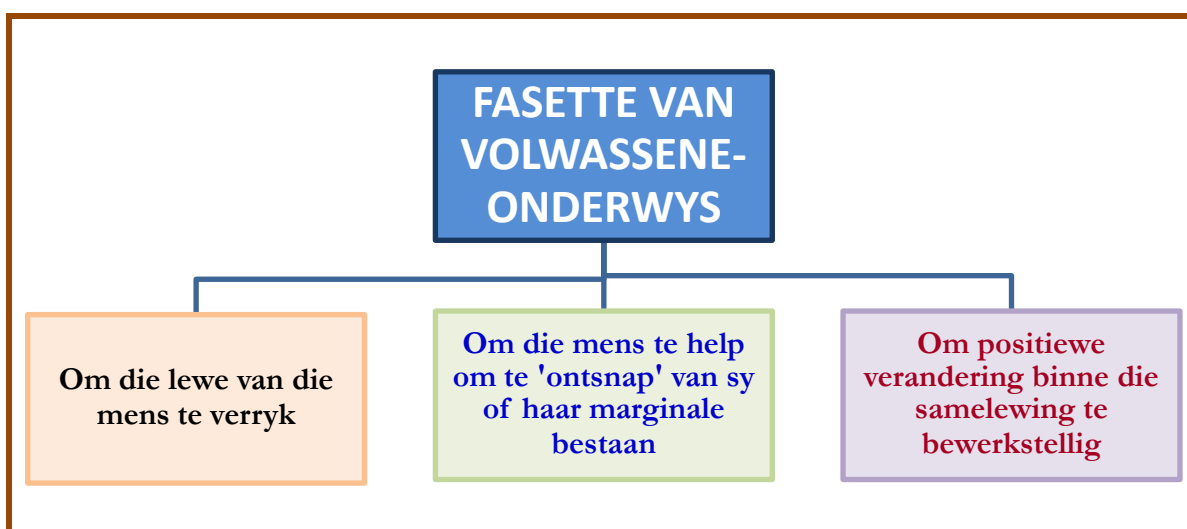 FASETTE VAN
VOLWASSENE-
ONDERWYS
Om die lewe van die
mens te verryk
Om die mens te help
om te 'ontsnap' van sy
of haar marginale
bestaan
Om positiewe
verandering binne die
samelewing te
bewerkstellig